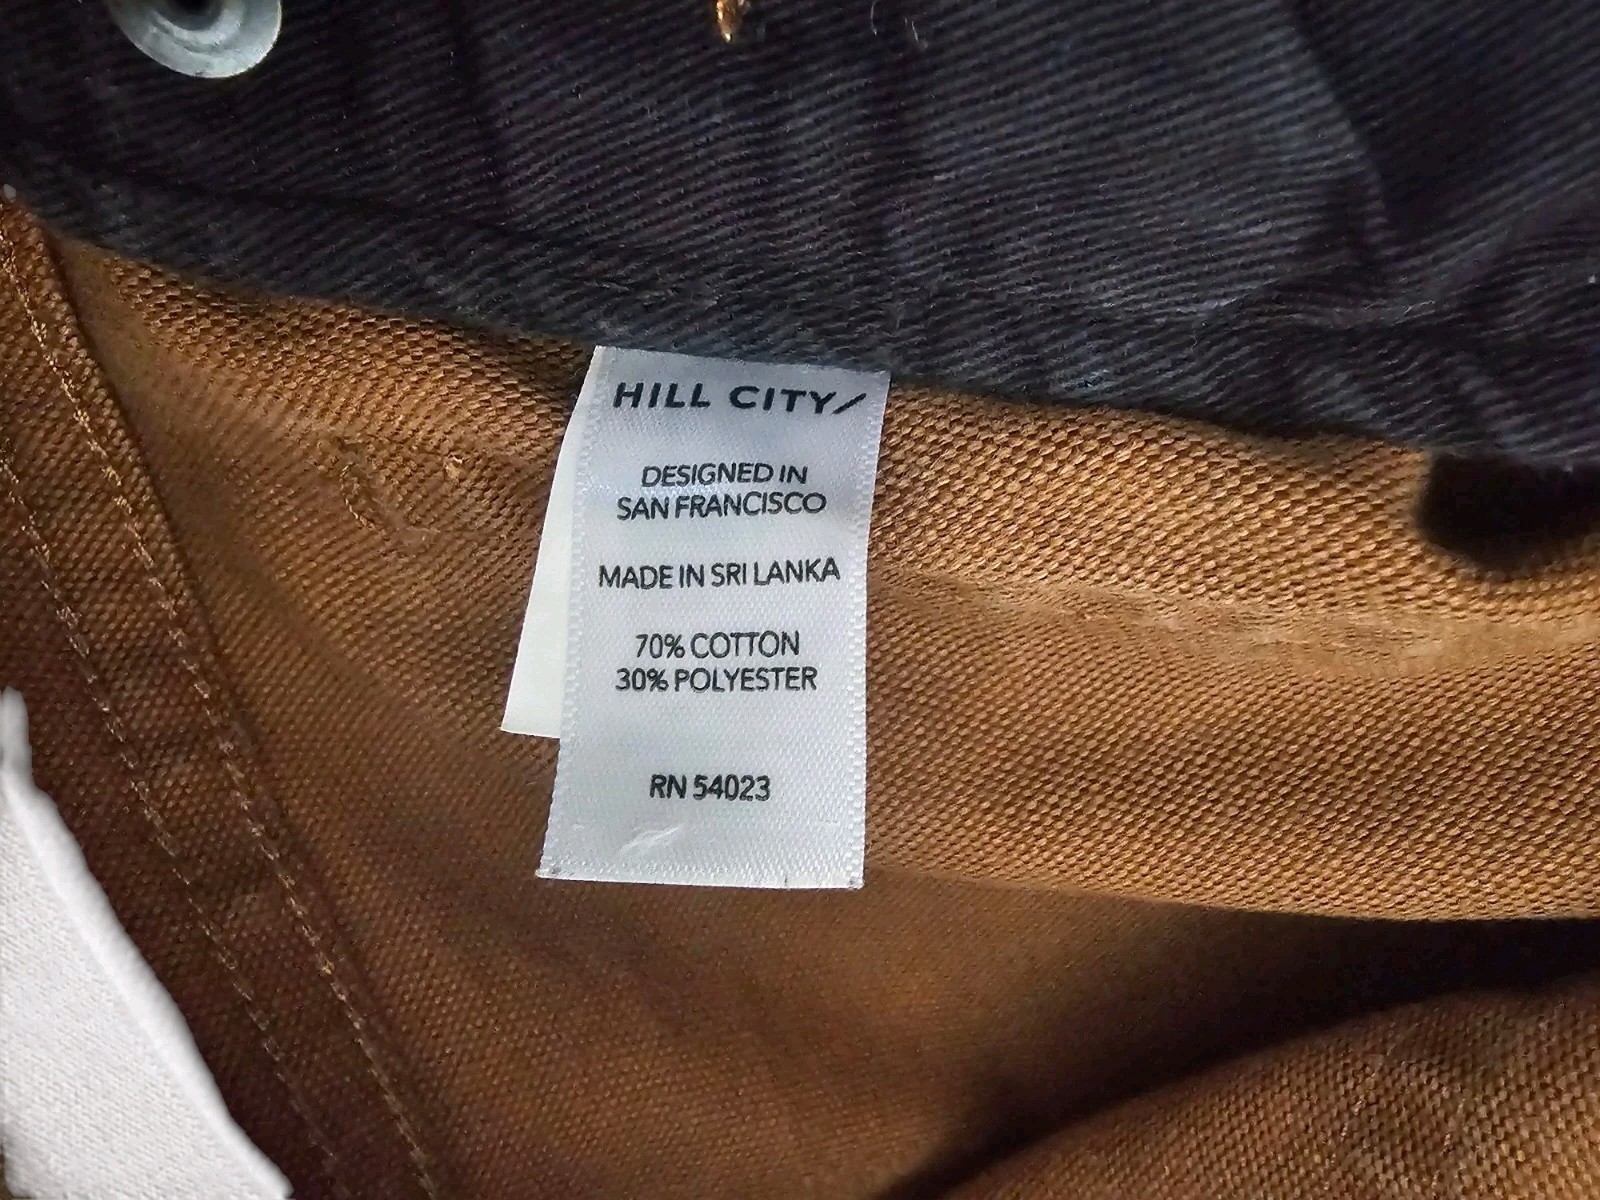 HILL CITY/
DESIGNED IN
SAN FRANCISCO
MADE IN SRI LANKA
70% COTTON
30% POLYESTER
RN 54023